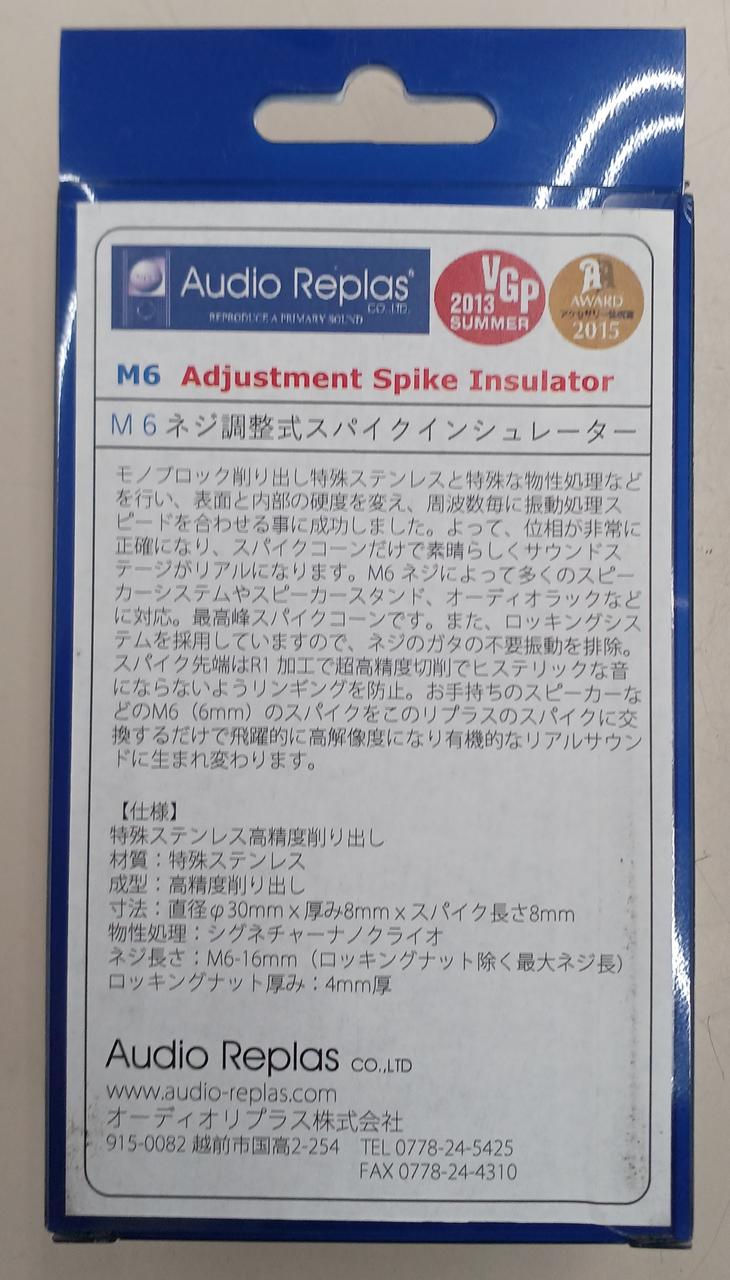 Audio Replas®
CO.,LTD.
REPRODUCE A PRIMARY SOUND
VGP
2013
SUMMER
AA
AWARD
2015
M6 Adjustment Spike Insulator
M6ネジ調整式スパイクインシュレーター
モノブロック削り出し特殊ステンレスと特殊な物性処理など
を行い、表面と内部の硬度を変え、周波数毎に振動処理ス
ピードを合わせる事に成功しました。よって、位相が非常に
正確になり、スパイクコーンだけで素晴らしくサウンドス
テージがリアルになります。M6 ネジによって多くのスピー
カーシステムやスピーカースタンド、オーディオラックなど
に対応。最高峰スパイクコーンです。また、ロッキングシス
テムを採用していますので、ネジのガタの不要振動を排除。
スパイク先端はR1 加工で超高精度切削でヒステリックな音
にならないようリンギングを防止。お手持ちのスピーカーな
どのM6（6mm）のスパイクをこのリプラスのスパイクに交
換するだけで飛躍的に高解像度になり有機的なリアルサウン
ドに生まれ変わります。
【仕様】
特殊ステンレス高精度削り出し
材質：特殊ステンレス
成型：高精度削り出し
寸法：直径φ30mm x 厚み8mm x スパイク長さ8mm
物性処理：シグネチャーナノクライオ
ネジ長さ：M6-16mm（ロッキングナット除く最大ネジ長）
ロッキングナット厚み：4mm厚
Audio Replas CO.,LTD
www.audio-replas.com
オーディオリプラス株式会社
915-0082 越前市国高2-254 TEL 0778-24-5425
FAX 0778-24-4310